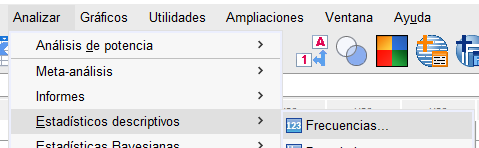 Analizar Gráficos Utilidades Ampliaciones Ventana Ayuda
Análisis de potencia
Meta-análisis
Informes
Estadísticos descriptivos
Frecuencias...
Estadísticas Bayesianas